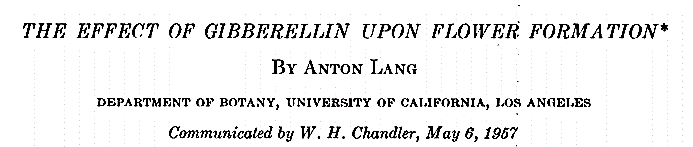 THE EFFECT OF GIBBERELLIN UPON FLOWER FORMATION*
BY ANTON LANG
DEPARTMENT OF BOTANY, UNIVERSITY OF CALIFORNIA, LOS ANGELES
Communicated by W. H. Chandler, May 6, 1957